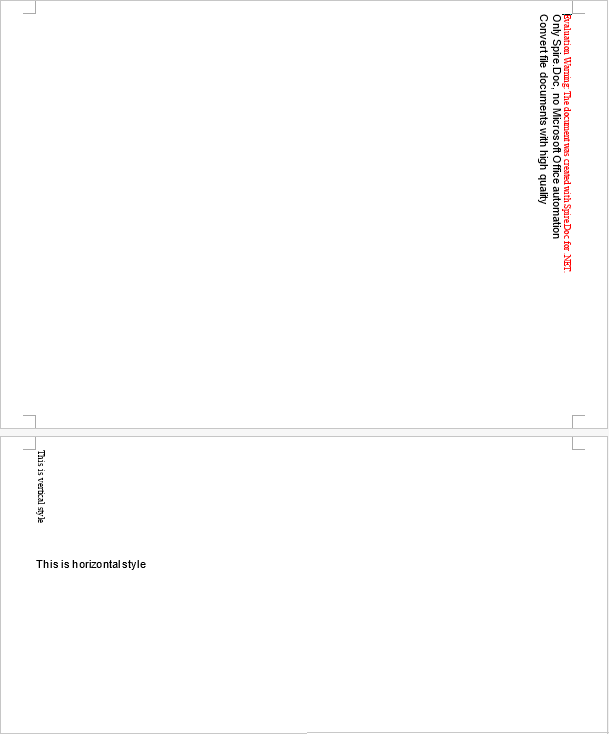 Evaluation Warning: The document was created with Spire.Doc for .NET.
Only Spire.Doc, no Microsoft Office automation
Convert file documents with high quality
This is vertical style
This is horizontal style